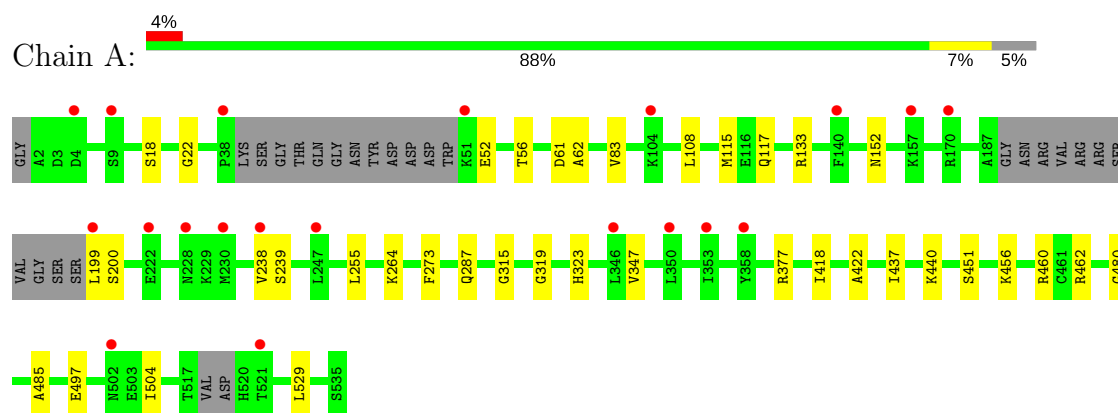 4%
Chain A:
88% 7% 5%
GLY A2 D3 D4 S9 S18 G22 P38 LYS SER GLY THR GLN GLY ASN TYR ASP ASP ASP TRP K51 E52 T56 D61 A62 V83 K104 L108 M115 E116 Q117 R133 F140 N152 K157 R170 A187 GLY ASN ARG VAL ARG ARG SER
VAL GLY SER SER L199 S200 E222 N228 K229 M230 V238 S239 L247 L255 K264 F273 Q287 G315 G319 H323 L346 V347 L350 I353 Y358 R377 I418 A422 I437 K440 S451 K456 R460 C461 R462 C480
A485 E497 N502 E503 I504 T517 VAL ASP H520 T521 L529 S535